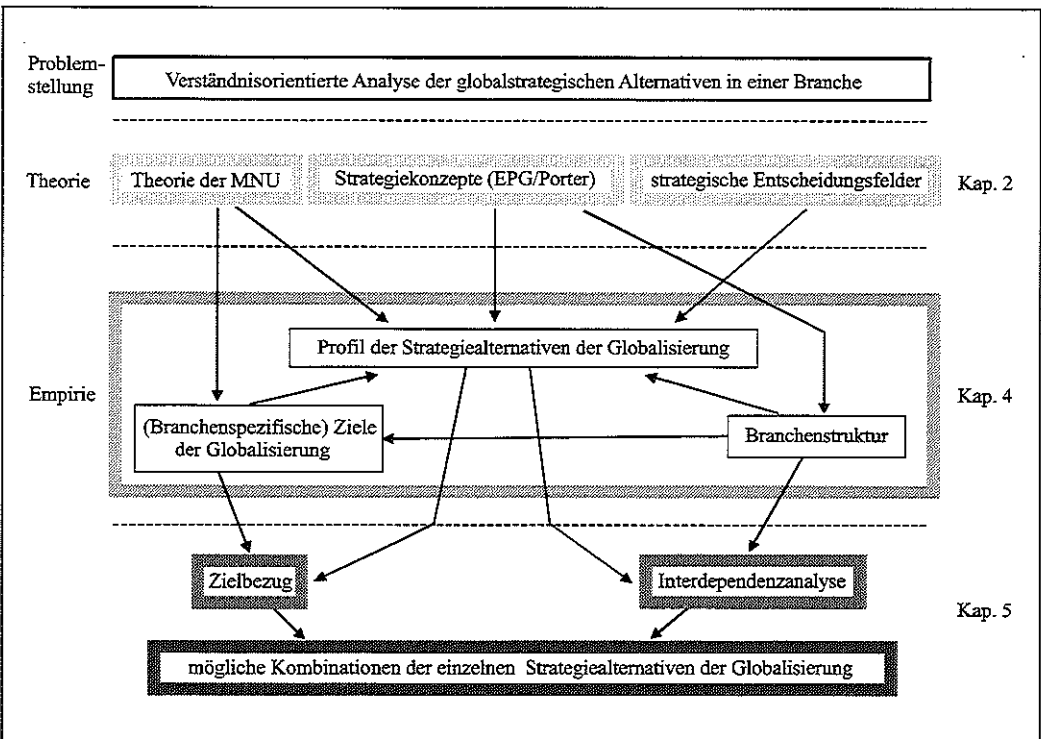 Problem-
stellung
Verständnisorientierte Analyse der globalstrategischen Alternativen in einer Branche
Theorie
Theorie der MNU
Strategiekonzepte (EPG/Porter)
strategische Entscheidungsfelder
Kap. 2
Profil der Strategiealternativen der Globalisierung
Empirie
(Branchenspezifische) Ziele
der Globalisierung
Branchenstruktur
Kap. 4
Zielbezug
Interdependenzanalyse
Kap. 5
mögliche Kombinationen der einzelnen Strategiealternativen der Globalisierung